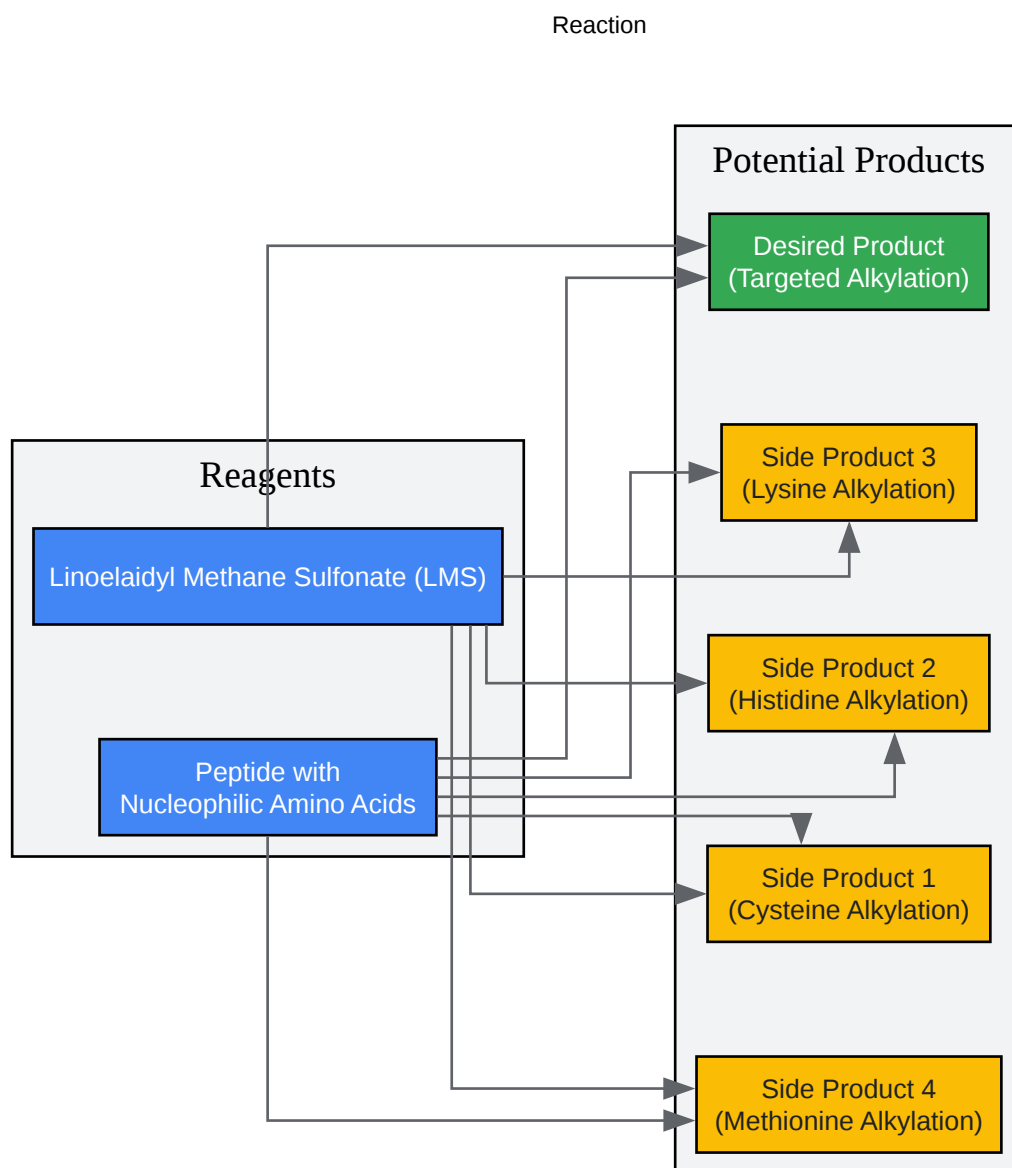 Reaction
Potential Products
Desired Product
(Targeted Alkylation)
Reagents
Side Product 3
(Lysine Alkylation)
Linoelaidyl Methane Sulfonate (LMS)
Side Product 2
(Histidine Alkylation)
Peptide with
Nucleophilic Amino Acids
Side Product 1
(Cysteine Alkylation)
Side Product 4
(Methionine Alkylation)